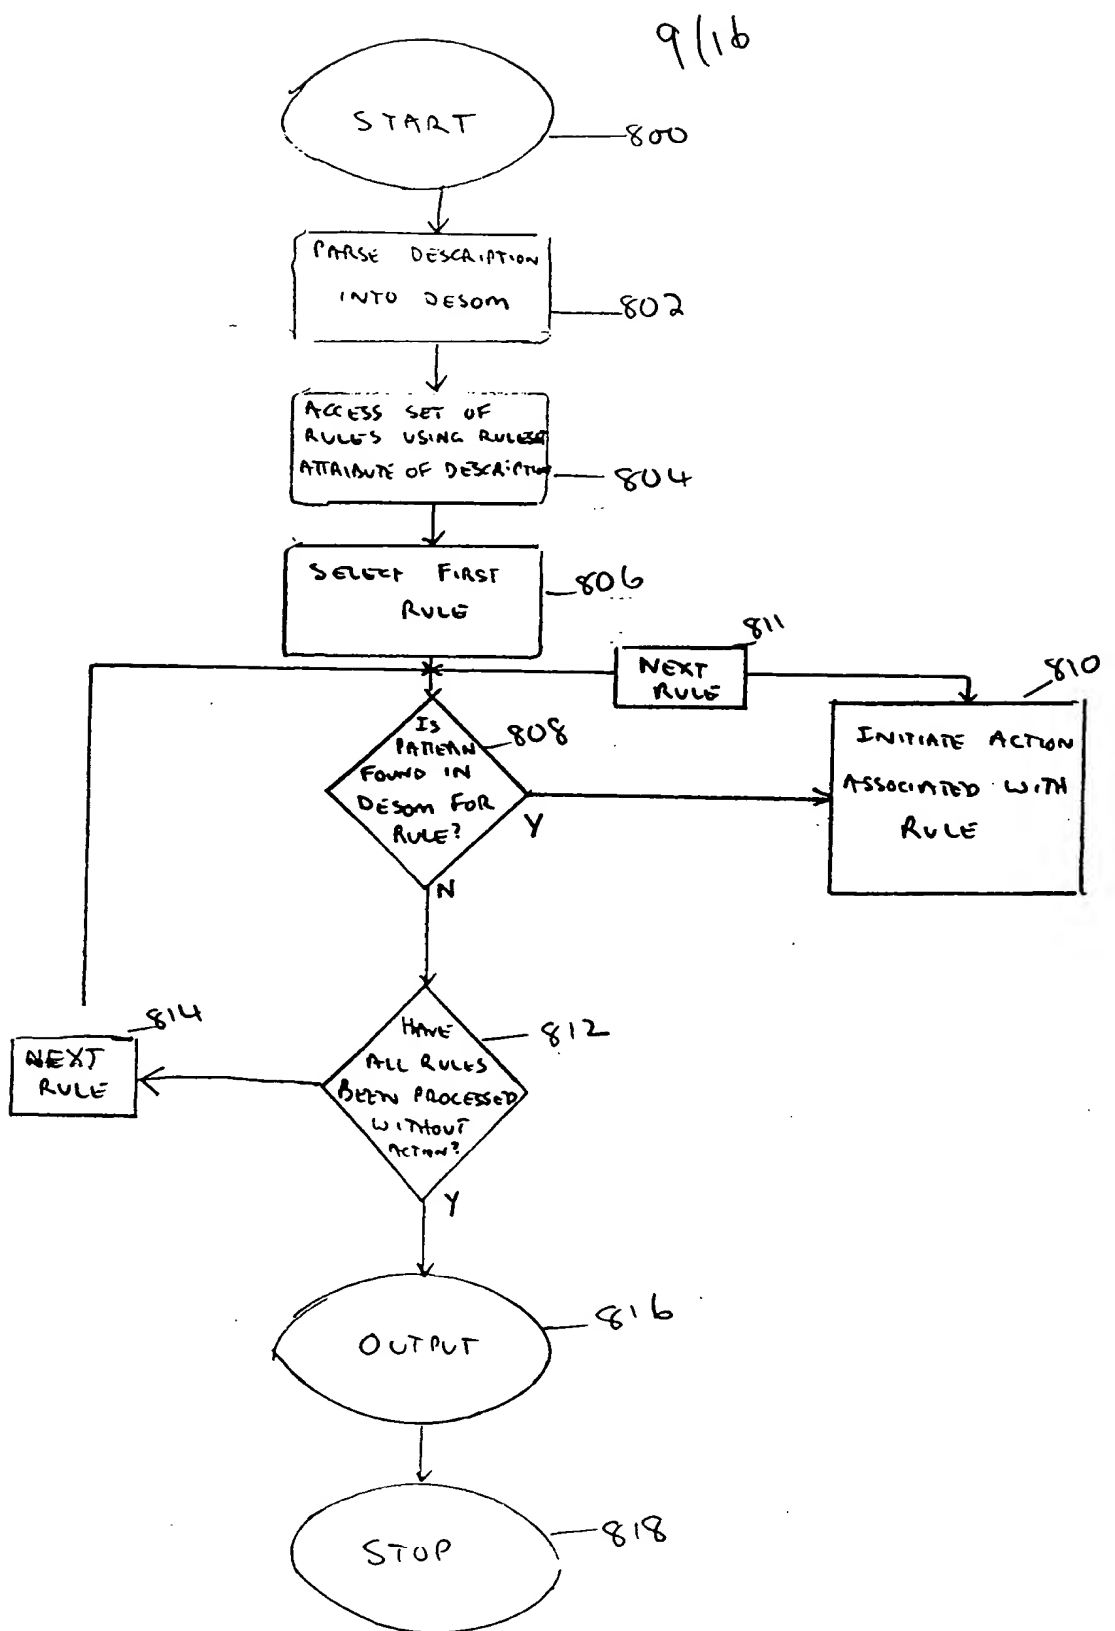 9/16
START
800
PARSE DESCRIPTION
INTO DESOM
802
ACCESS SET OF
RULES USING RULESET
ATTRIBUTE OF DESCRIPTION
804
SELECT FIRST
RULE
806
811
NEXT
RULE
810
INITIATE ACTION
ASSOCIATED WITH
RULE
IS
PATTERN
FOUND IN
DESOM FOR
RULE?
808
Y
N
814
NEXT
RULE
HAVE
ALL RULES
BEEN PROCESSED
WITHOUT
ACTION?
812
Y
OUTPUT
816
STOP
818